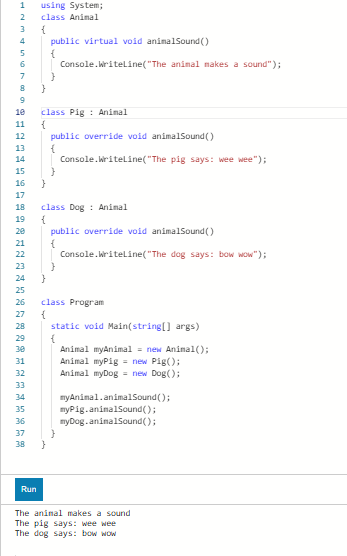 1 using System;
2 class Animal
3 {
4 public virtual void animalSound()
5 {
6 Console.WriteLine("The animal makes a sound");
7 }
8 }
9
10 class Pig : Animal
11 {
12 public override void animalSound()
13 {
14 Console.WriteLine("The pig says: wee wee");
15 }
16 }
17
18 class Dog : Animal
19 {
20 public override void animalSound()
21 {
22 Console.WriteLine("The dog says: bow wow");
23 }
24 }
25
26 class Program
27 {
28 static void Main(string[] args)
29 {
30 Animal myAnimal = new Animal();
31 Animal myPig = new Pig();
32 Animal myDog = new Dog();
33
34 myAnimal.animalSound();
35 myPig.animalSound();
36 myDog.animalSound();
37 }
38 }
Run
The animal makes a sound
The pig says: wee wee
The dog says: bow wow